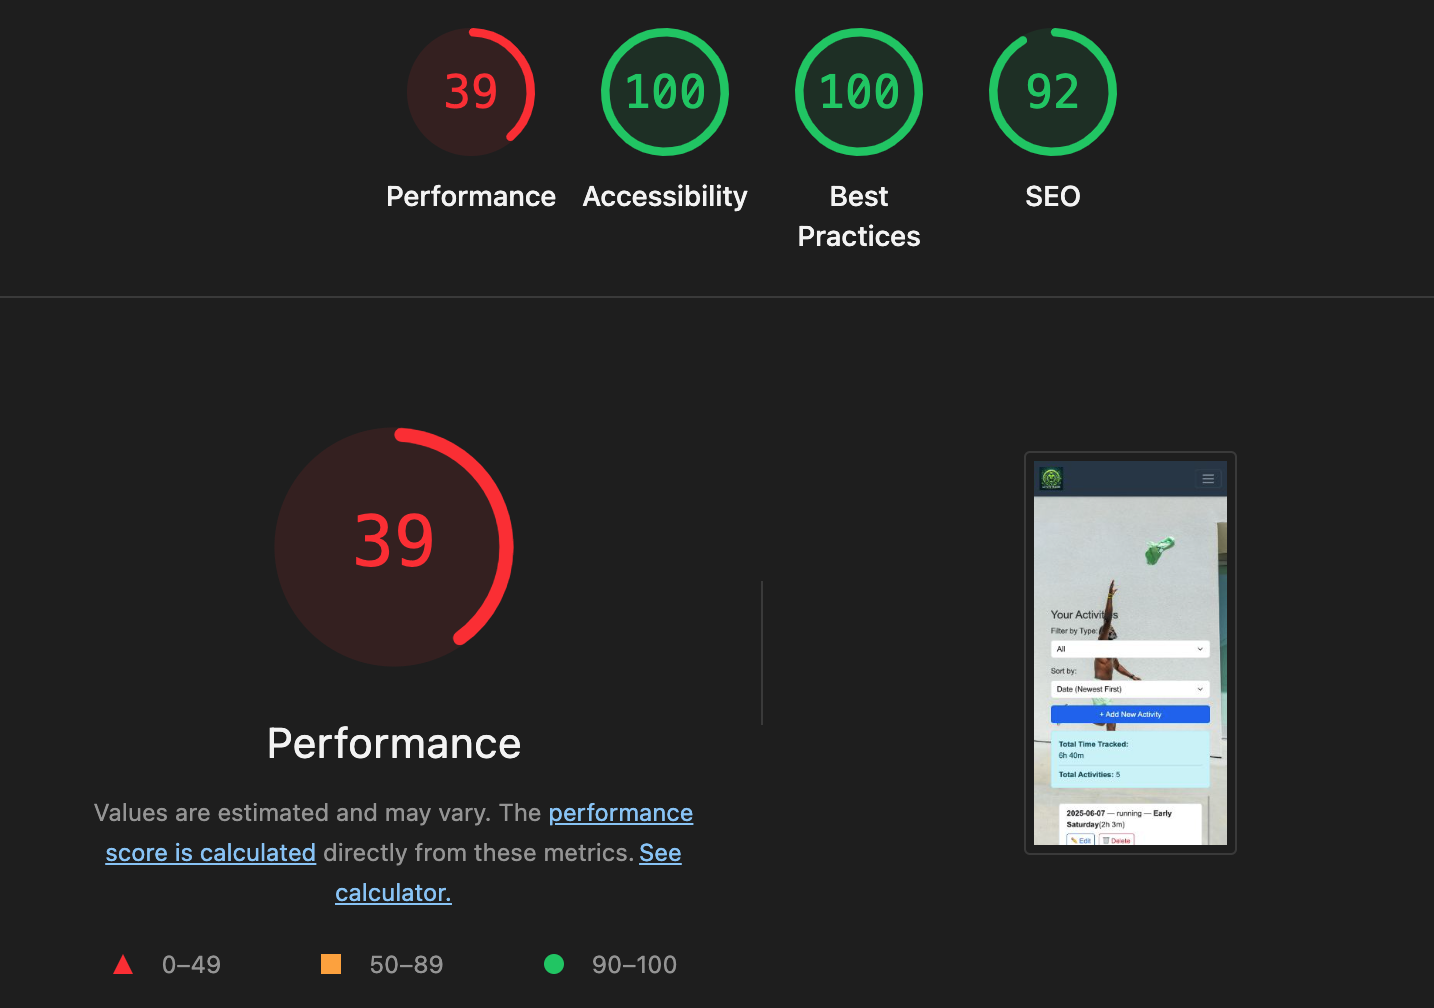 39
100
100
92
Performance
Accessibility
Best
Practices
SEO
39
Performance
Values are estimated and may vary. The performance
score is calculated directly from these metrics. See
calculator.
0–49
50–89
90–100
Your Activities
Filter by Type:
All
Sort by:
Date (Newest First)
+ Add New Activity
Total Time Tracked:
6h 40m
Total Activities: 5
2025-06-07 — running — Early
Saturday(2h 3m)
Edit
Delete